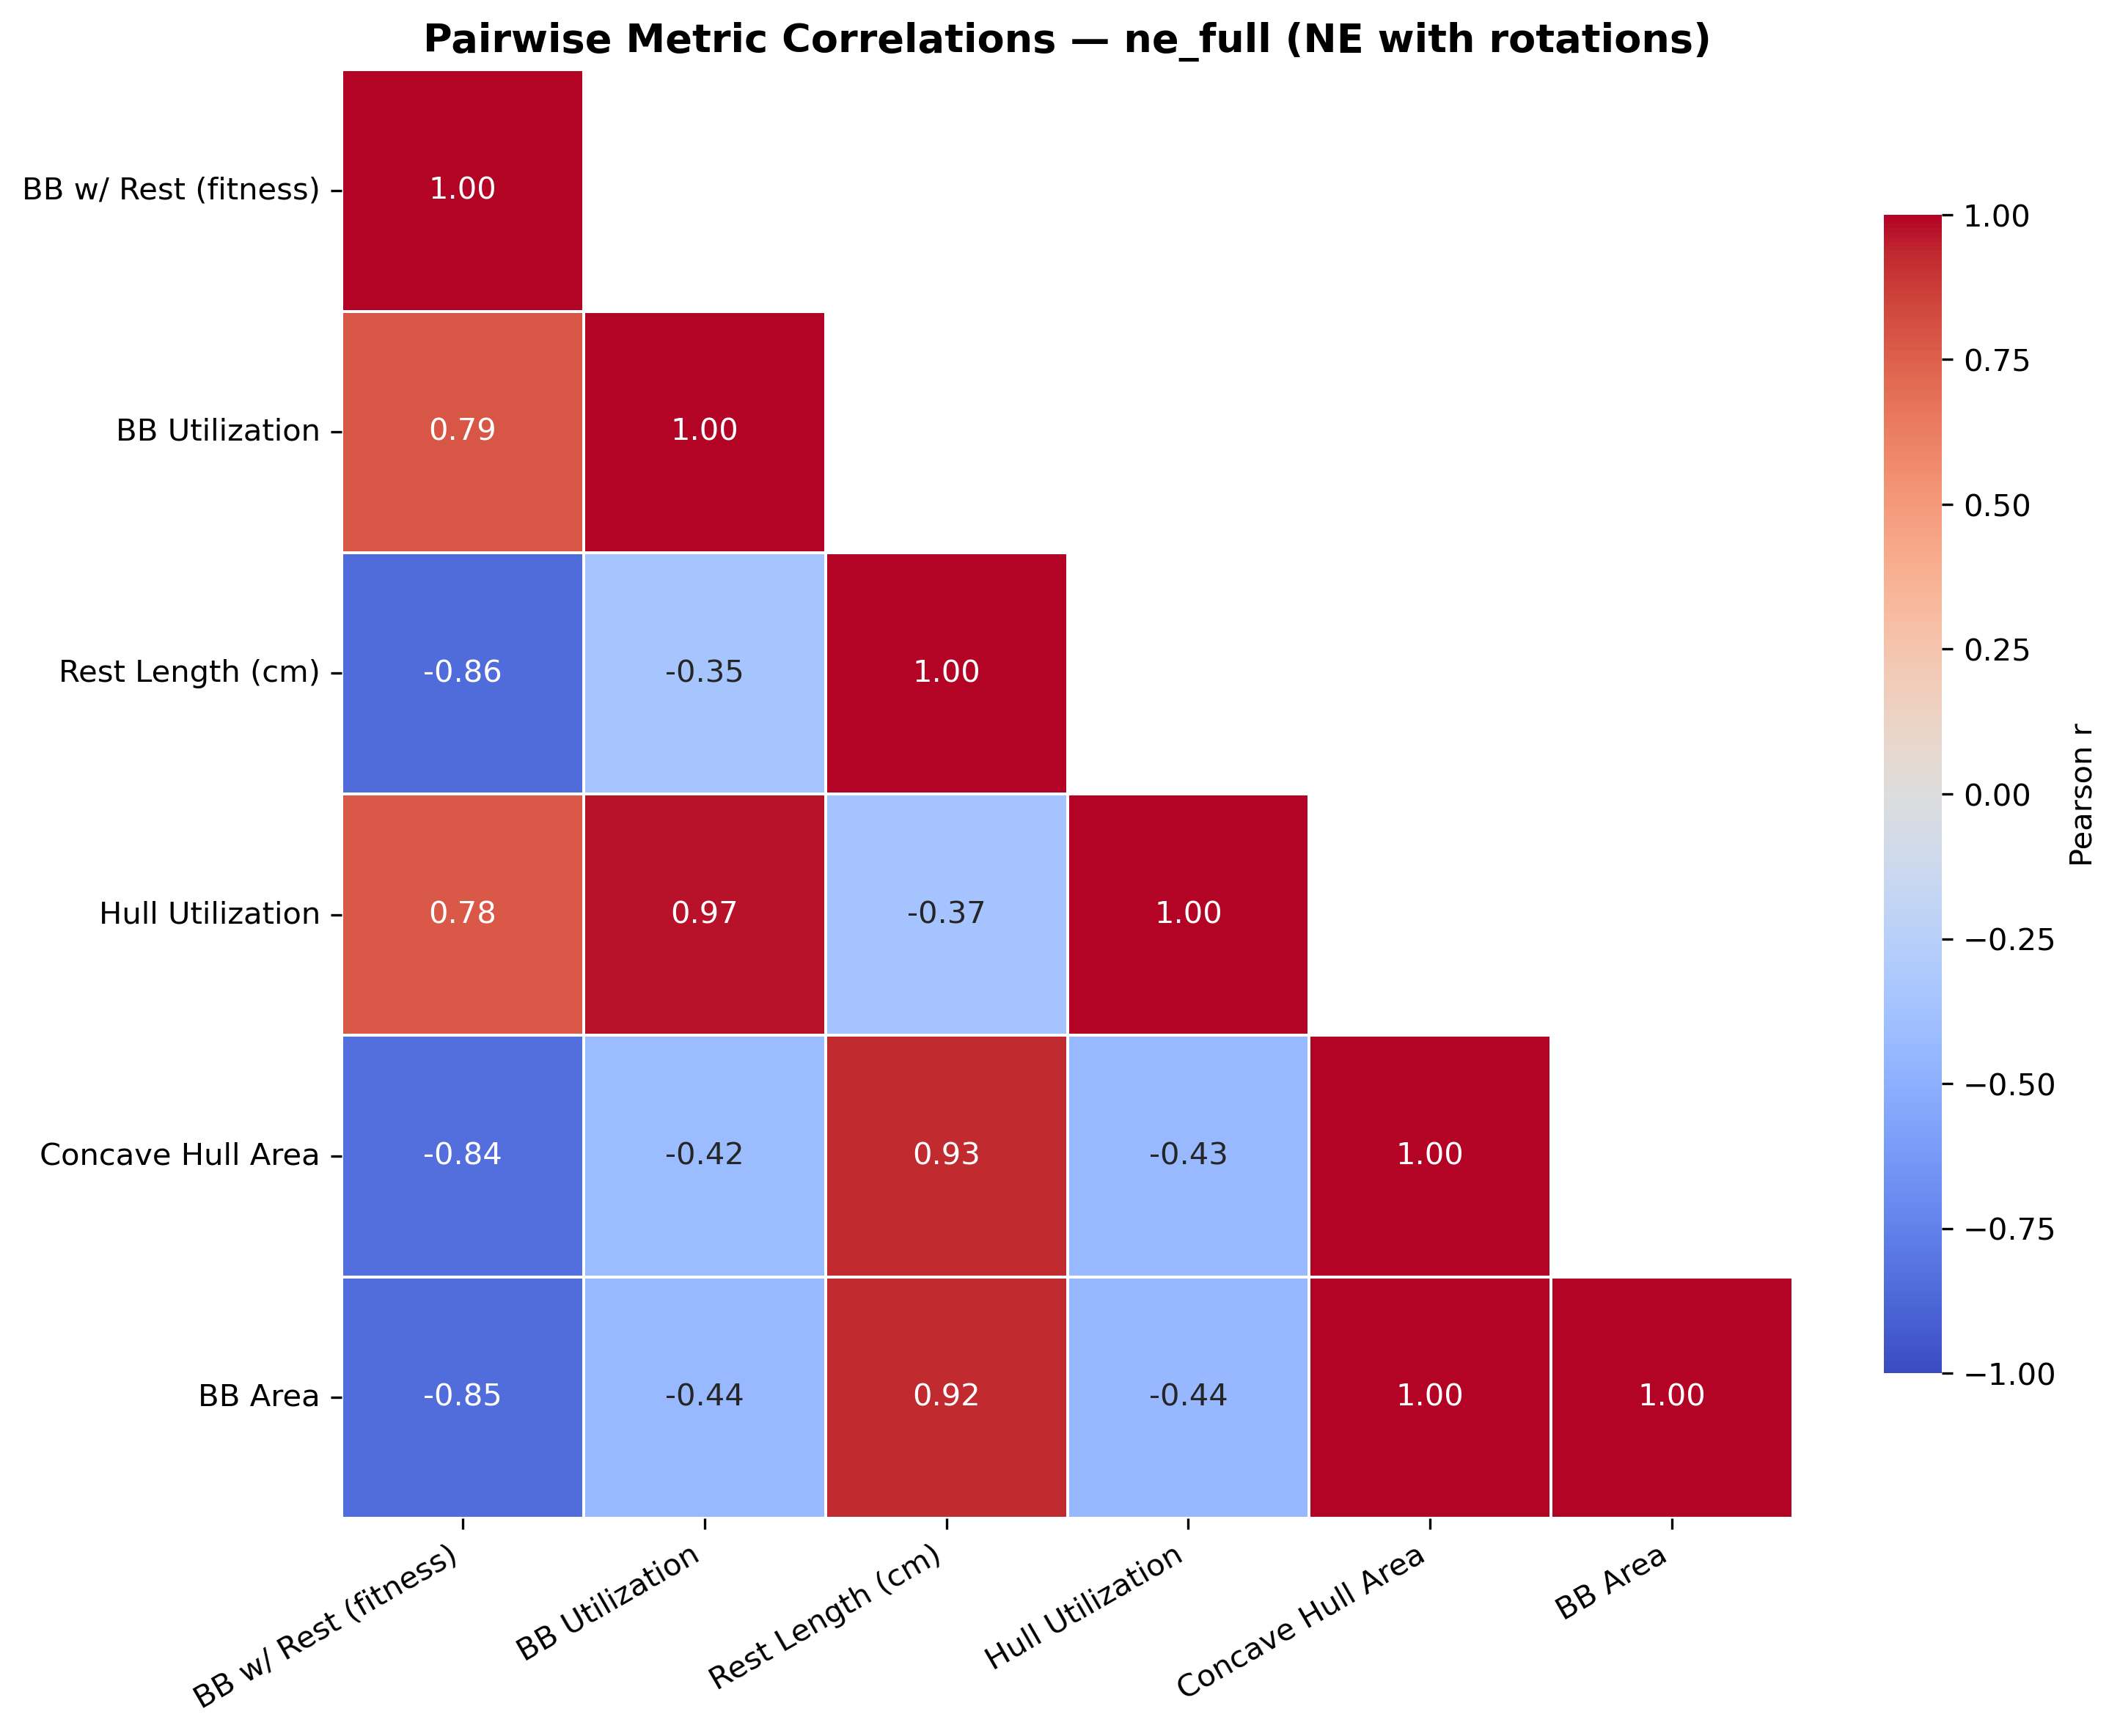 Pairwise Metric Correlations — ne_full (NE with rotations)
BB w/ Rest (fitness)
1.00
BB Utilization
0.79 1.00
Rest Length (cm)
-0.86 -0.35 1.00
Hull Utilization
0.78 0.97 -0.37 1.00
Concave Hull Area
-0.84 -0.42 0.93 -0.43 1.00
BB Area
-0.85 -0.44 0.92 -0.44 1.00 1.00
BB w/ Rest (fitness)
BB Utilization
Rest Length (cm)
Hull Utilization
Concave Hull Area
BB Area
1.00
0.75
0.50
0.25
0.00
−0.25
−0.50
−0.75
−1.00
Pearson r